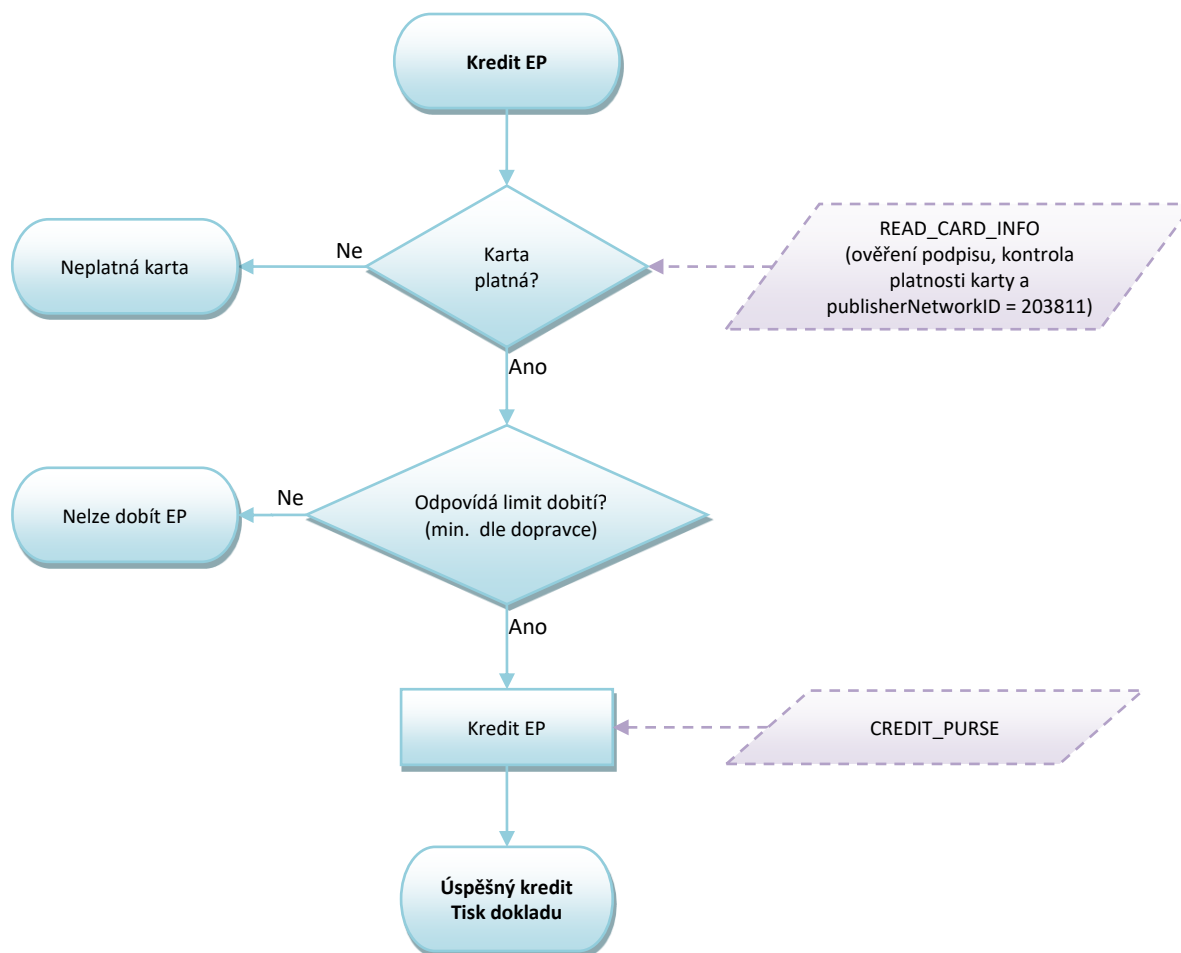 Kredit EP
Neplatná karta
Ne
Karta
platná?
READ_CARD_INFO
(ověření podpisu, kontrola
platnosti karty a
publisherNetworkID = 203811)
Ano
Nelze dobít EP
Ne
Odpovídá limit dobití?
(min. dle dopravce)
Ano
Kredit EP
CREDIT_PURSE
Úspěšný kredit
Tisk dokladu